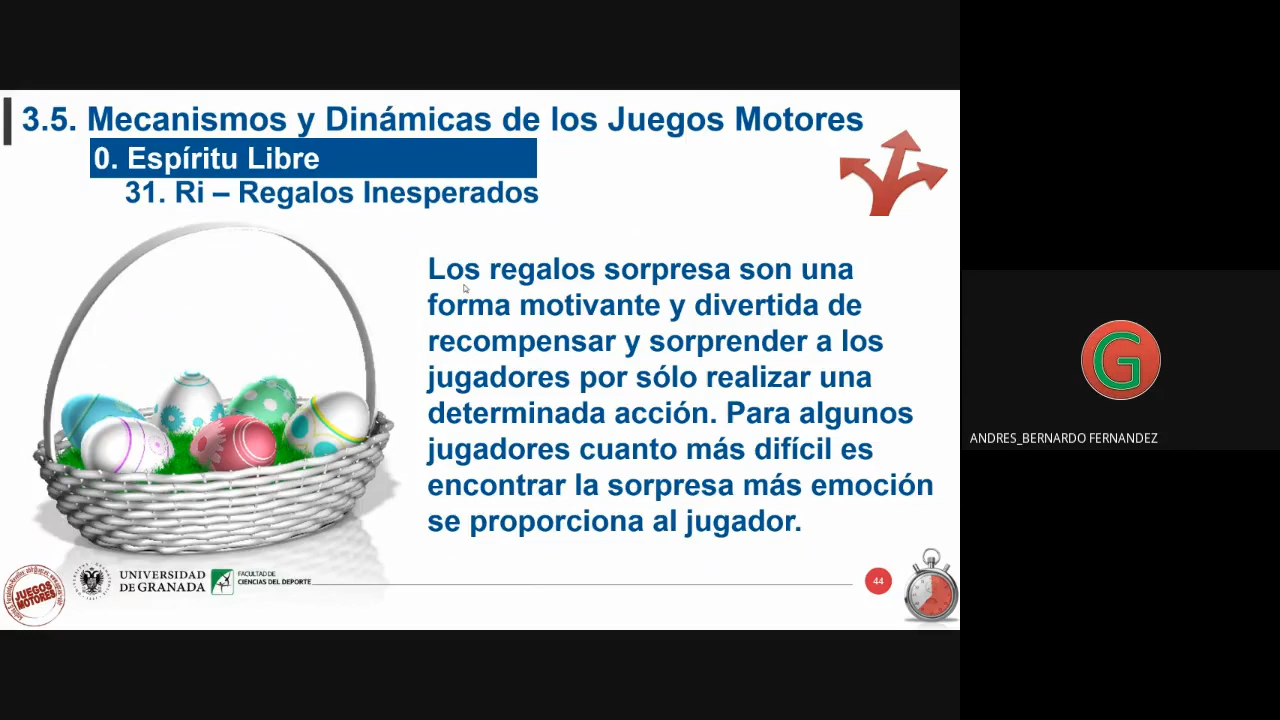 3.5. Mecanismos y Dinámicas de los Juegos Motores
0. Espíritu Libre
31. Ri – Regalos Inesperados
Los regalos sorpresa son una
forma motivante y divertida de
recompensar y sorprender a los
jugadores por sólo realizar una
determinada acción. Para algunos
jugadores cuanto más difícil es
encontrar la sorpresa más emoción
se proporciona al jugador.
JUEGOS
MOTORES
UNIVERSIDAD
DE GRANADA
FACULTAD DE
CIENCIAS DEL DEPORTE
44
G
ANDRES_BERNARDO FERNANDEZ